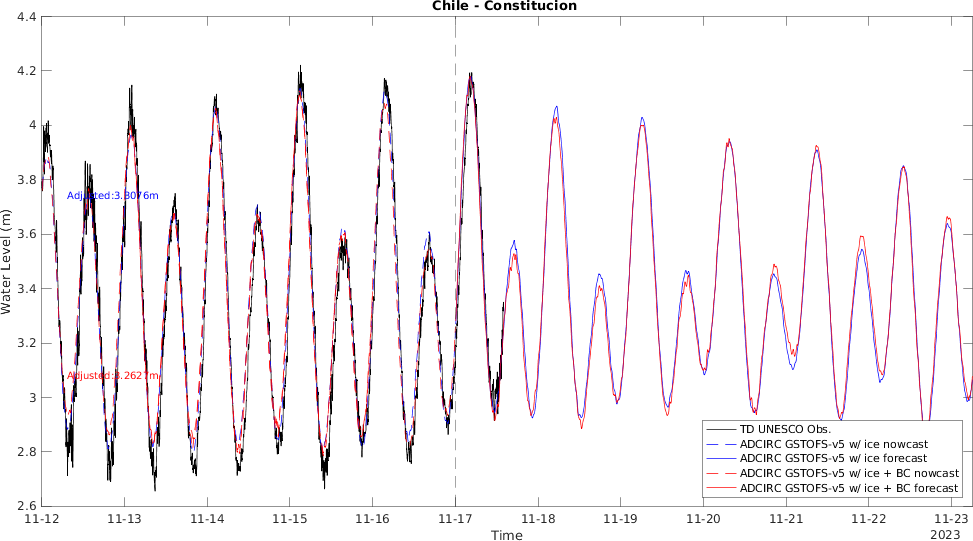 Chile - Constitucion
4.4
4.2
4
3.8
3.6
3.4
3.2
3
2.8
2.6
Water Level (m)
Adjusted:3.3076m
Adjusted:3.2627m
TD UNESCO Obs.
ADCIRC GSTOFS-v5 w/ ice nowcast
ADCIRC GSTOFS-v5 w/ ice forecast
ADCIRC GSTOFS-v5 w/ ice + BC nowcast
ADCIRC GSTOFS-v5 w/ ice + BC forecast
11-12 11-13 11-14 11-15 11-16 11-17 11-18 11-19 11-20 11-21 11-22 11-23
Time
2023